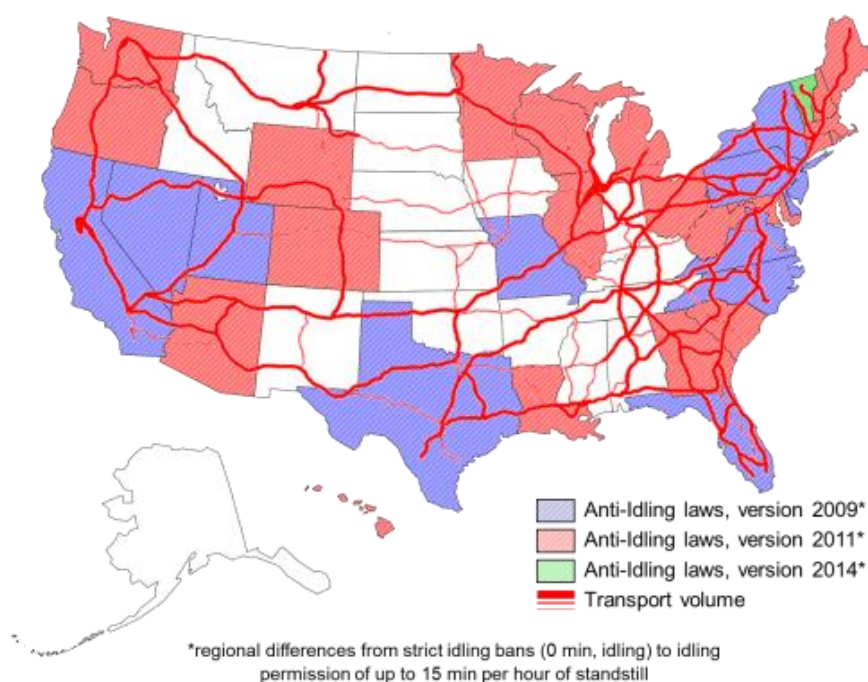 Anti-Idling laws, version 2009*
Anti-Idling laws, version 2011*
Anti-Idling laws, version 2014*
Transport volume
*regional differences from strict idling bans (0 min, idling) to idling
permission of up to 15 min per hour of standstill